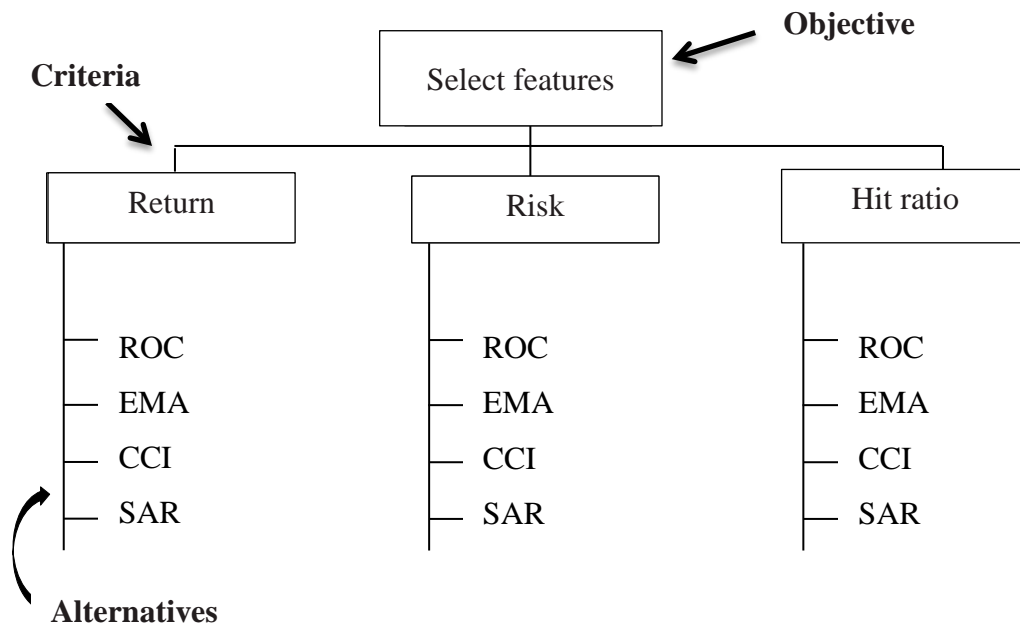 Objective
Select features
Criteria
Return
Risk
Hit ratio
ROC
EMA
CCI
SAR
ROC
EMA
CCI
SAR
ROC
EMA
CCI
SAR
Alternatives